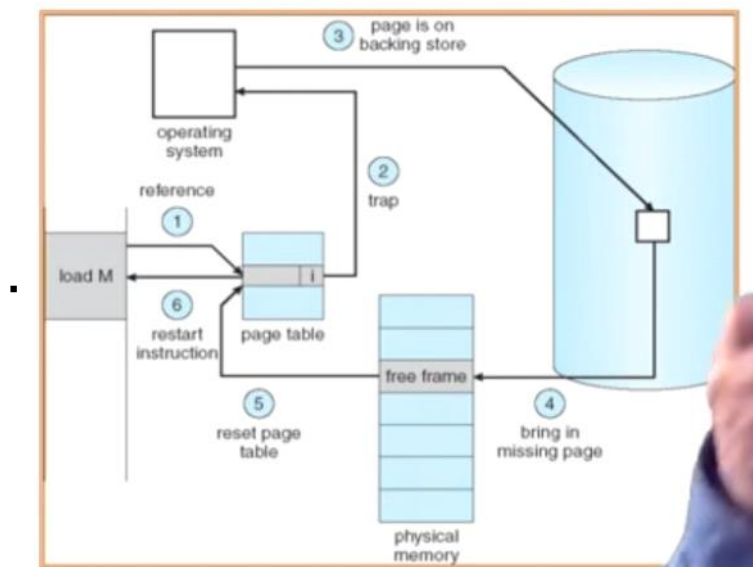 3
page is on
backing store
operating
system
2
trap
reference
1
load M
i
6
restart
instruction
page table
free frame
5
reset page
table
4
bring in
missing page
physical
memory